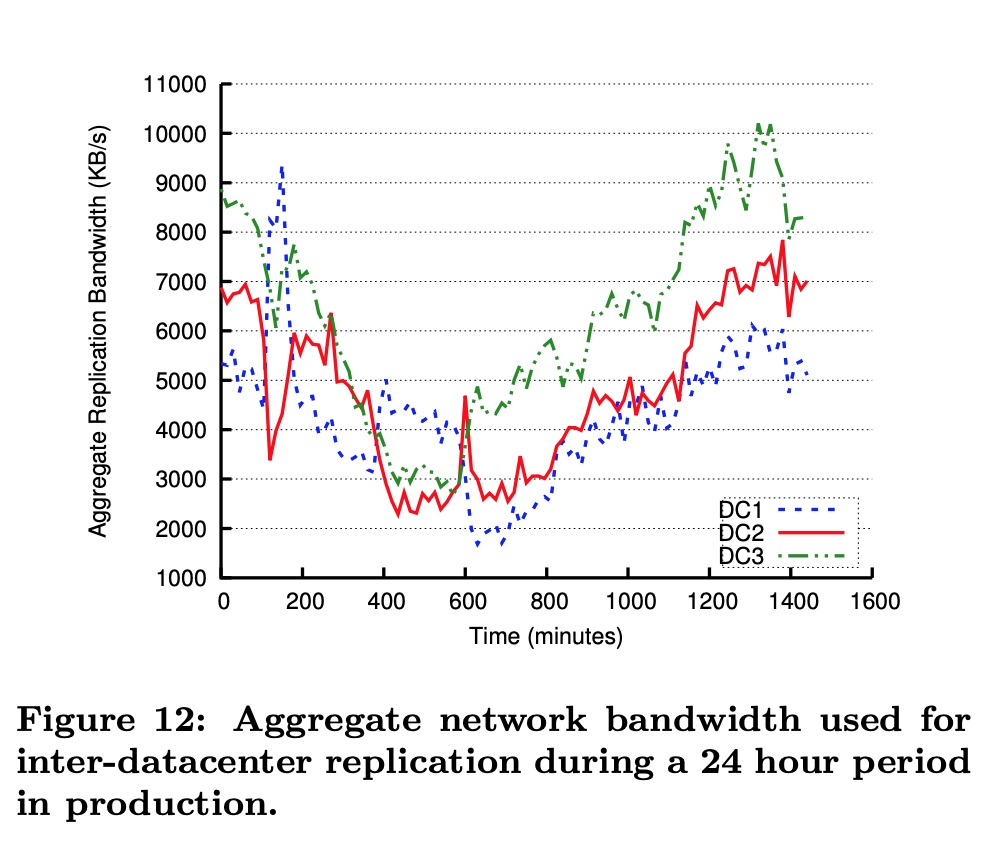 11000
10000
9000
8000
7000
6000
5000
4000
3000
2000
1000
Aggregate Replication Bandwidth (KB/s)
DC1
DC2
DC3
0 200 400 600 800 1000 1200 1400 1600
Time (minutes)
Figure 12: Aggregate network bandwidth used for
inter-datacenter replication during a 24 hour period
in production.